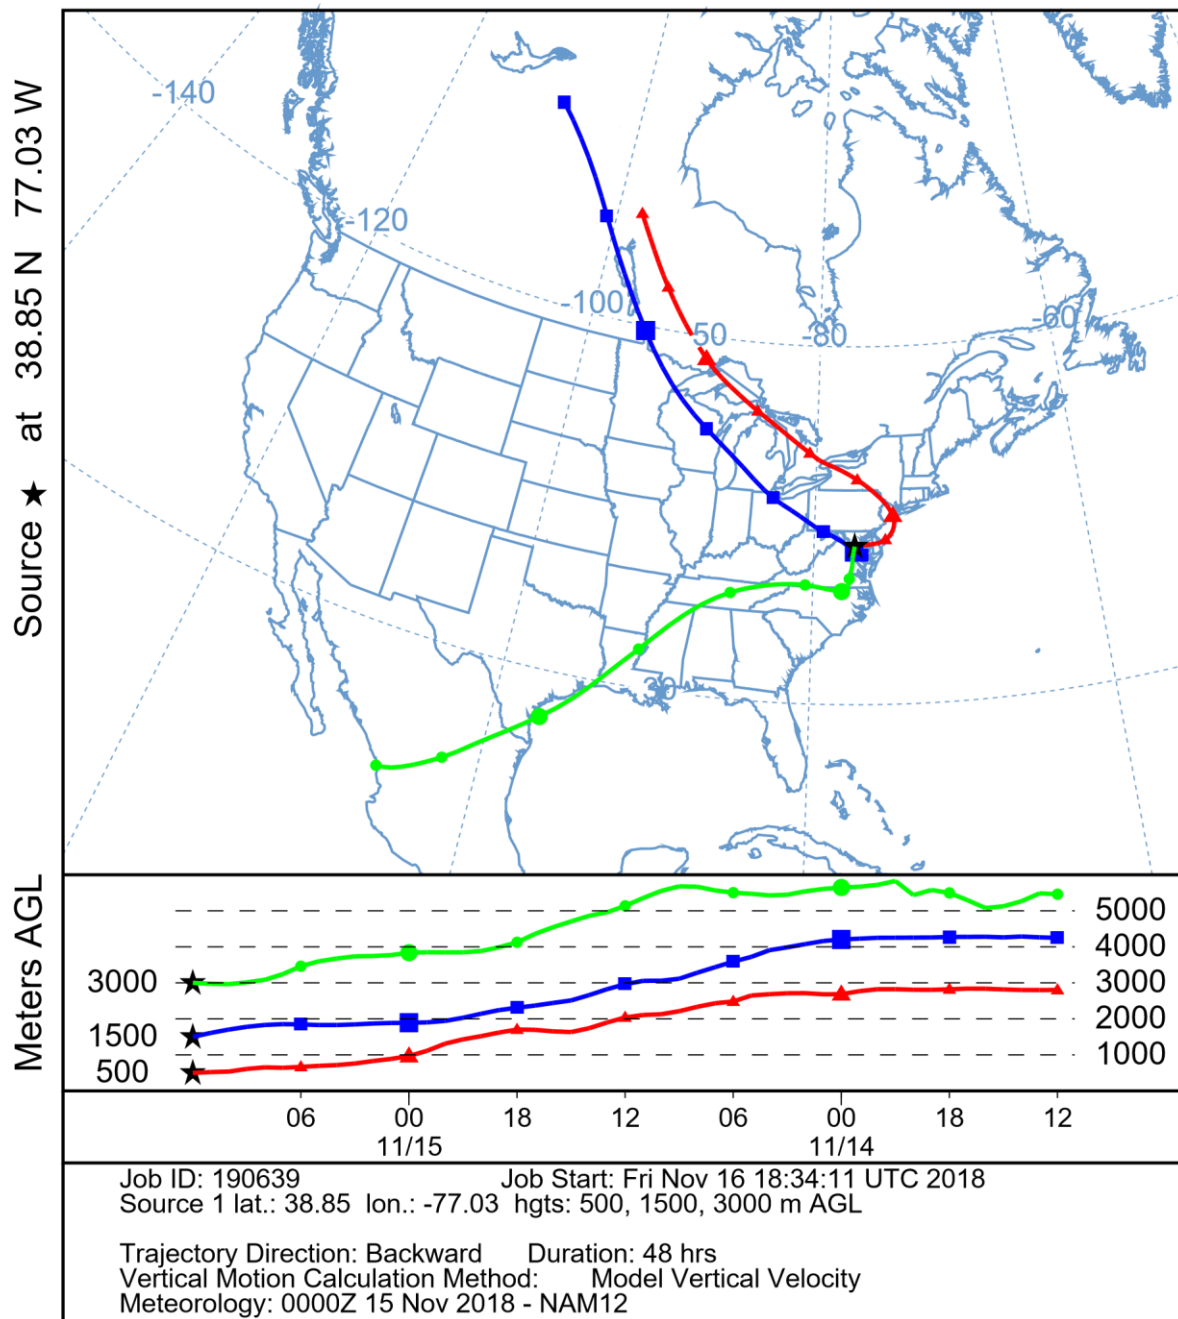 Source ★ at 38.85 N 77.03 W
-140
-120
-100
50
-80
-60
30
Meters AGL
3000
1500
500
5000
4000
3000
2000
1000
06 00 18 12 06 00 18 12
11/15 11/14
Job ID: 190639 Job Start: Fri Nov 16 18:34:11 UTC 2018
Source 1 lat.: 38.85 lon.: -77.03 hgts: 500, 1500, 3000 m AGL
Trajectory Direction: Backward Duration: 48 hrs
Vertical Motion Calculation Method: Model Vertical Velocity
Meteorology: 0000Z 15 Nov 2018 - NAM12